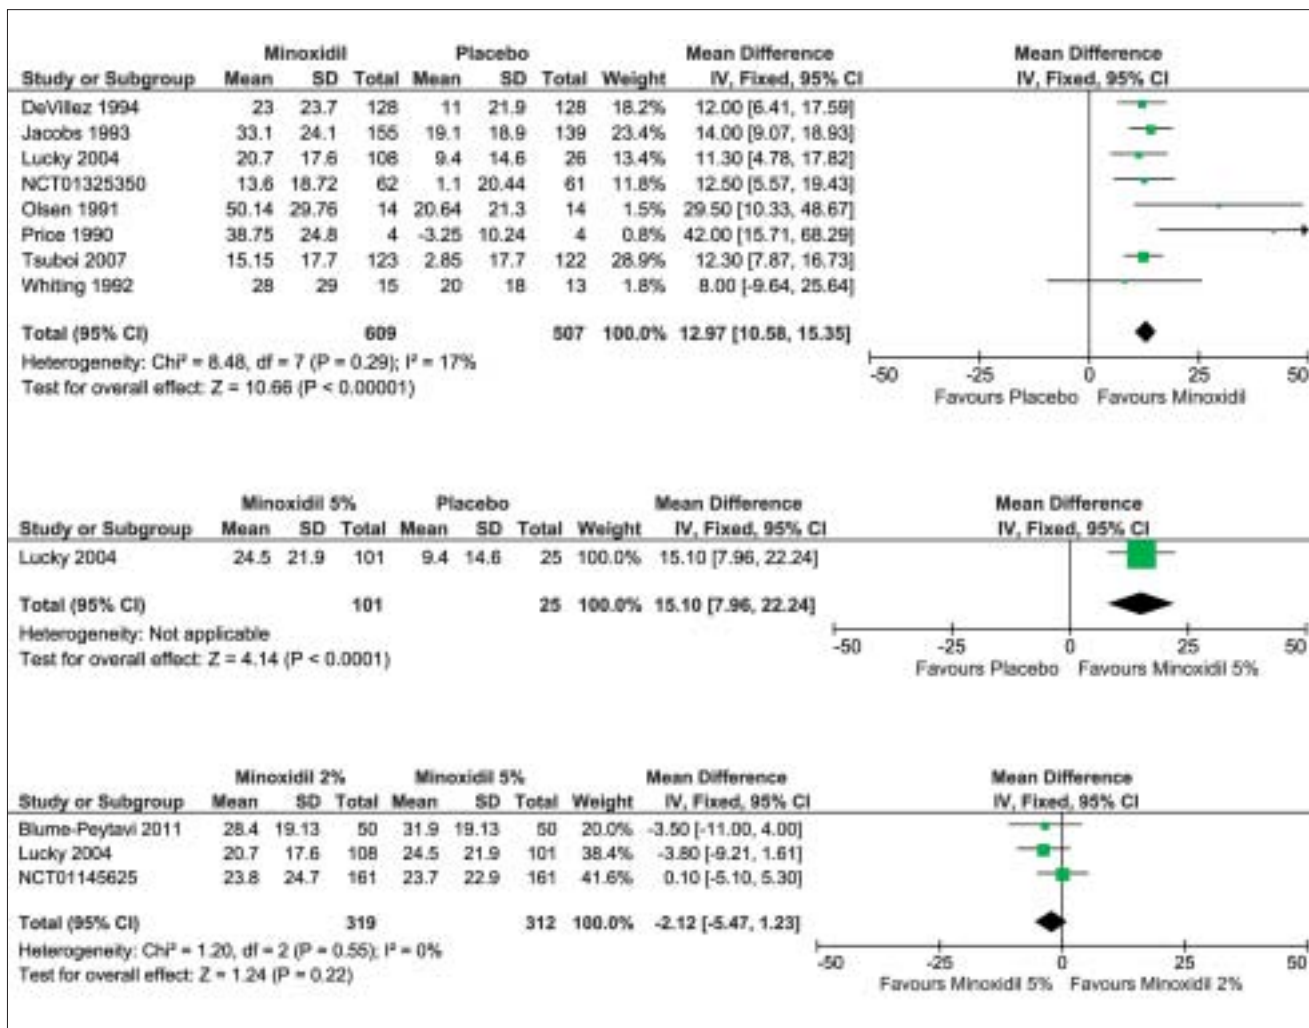 Minoxidil Placebo Mean Difference Mean Difference
Study or Subgroup Mean SD Total Mean SD Total Weight IV, Fixed, 95% CI IV, Fixed, 95% CI
DeVillez 1994 23 23.7 128 11 21.9 128 18.2% 12.00 [6.41, 17.59]
Jacobs 1993 33.1 24.1 155 19.1 18.9 139 23.4% 14.00 [9.07, 18.93]
Lucky 2004 20.7 17.6 108 9.4 14.6 26 13.4% 11.30 [4.78, 17.82]
NCT01325350 13.6 18.72 62 1.1 20.44 61 11.8% 12.50 [5.57, 19.43]
Olsen 1991 50.14 29.76 14 20.64 21.3 14 1.5% 29.50 [10.33, 48.67]
Price 1990 38.75 24.8 4 -3.25 10.24 4 0.8% 42.00 [15.71, 68.29]
Tsuboi 2007 15.15 17.7 123 2.85 17.7 122 28.9% 12.30 [7.87, 16.73]
Whiting 1992 28 29 15 20 18 13 1.8% 8.00 [-9.64, 25.64]
Total (95% CI) 609 507 100.0% 12.97 [10.58, 15.35]
Heterogeneity: Chi² = 8.48, df = 7 (P = 0.29); I² = 17%
Test for overall effect: Z = 10.66 (P < 0.00001)
-50 -25 0 25 50
Favours Placebo Favours Minoxidil
Minoxidil 5% Placebo Mean Difference Mean Difference
Study or Subgroup Mean SD Total Mean SD Total Weight IV, Fixed, 95% CI IV, Fixed, 95% CI
Lucky 2004 24.5 21.9 101 9.4 14.6 25 100.0% 15.10 [7.96, 22.24]
Total (95% CI) 101 25 100.0% 15.10 [7.96, 22.24]
Heterogeneity: Not applicable
Test for overall effect: Z = 4.14 (P < 0.0001)
-50 -25 0 25 50
Favours Placebo Favours Minoxidil 5%
Minoxidil 2% Minoxidil 5% Mean Difference Mean Difference
Study or Subgroup Mean SD Total Mean SD Total Weight IV, Fixed, 95% CI IV, Fixed, 95% CI
Blume-Peytavi 2011 28.4 19.13 50 31.9 19.13 50 20.0% -3.50 [-11.00, 4.00]
Lucky 2004 20.7 17.6 108 24.5 21.9 101 38.4% -3.80 [-9.21, 1.61]
NCT01145625 23.8 24.7 161 23.7 22.9 161 41.6% 0.10 [-5.10, 5.30]
Total (95% CI) 319 312 100.0% -2.12 [-5.47, 1.23]
Heterogeneity: Chi² = 1.20, df = 2 (P = 0.55); I² = 0%
Test for overall effect: Z = 1.24 (P = 0.22)
-50 -25 0 25 50
Favours Minoxidil 5% Favours Minoxidil 2%